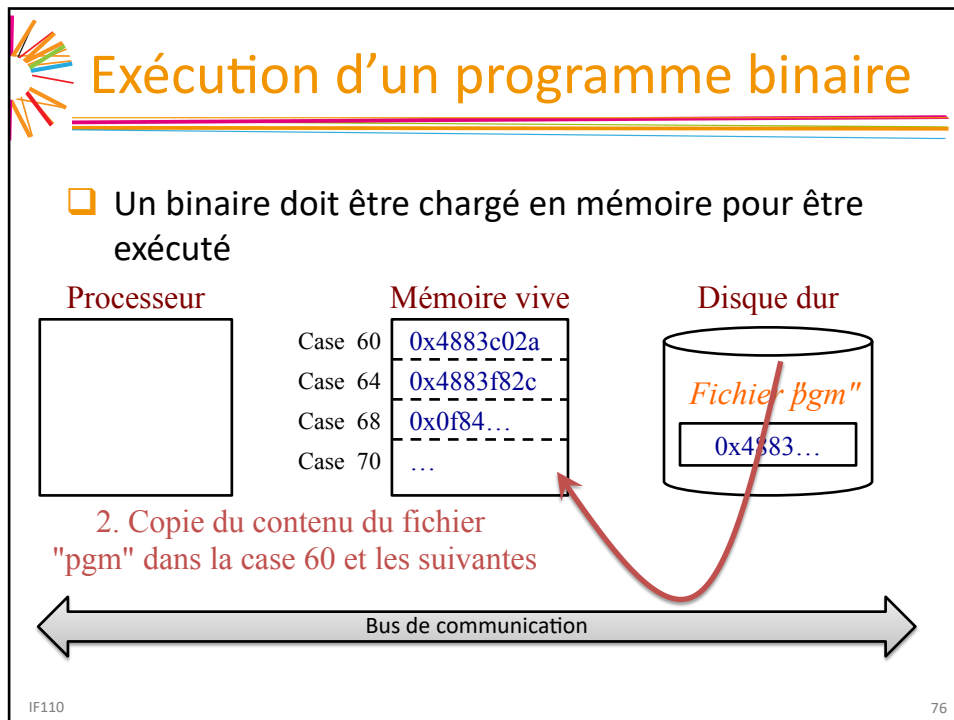 Exécution d’un programme binaire
❑ Un binaire doit être chargé en mémoire pour être
exécuté
Processeur
Mémoire vive
Disque dur
Case 60 0x4883c02a
Case 64 0x4883f82c
Case 68 0x0f84…
Case 70 …
Fichier "pgm"
0x4883…
2. Copie du contenu du fichier
"pgm" dans la case 60 et les suivantes
Bus de communication
IF110
76